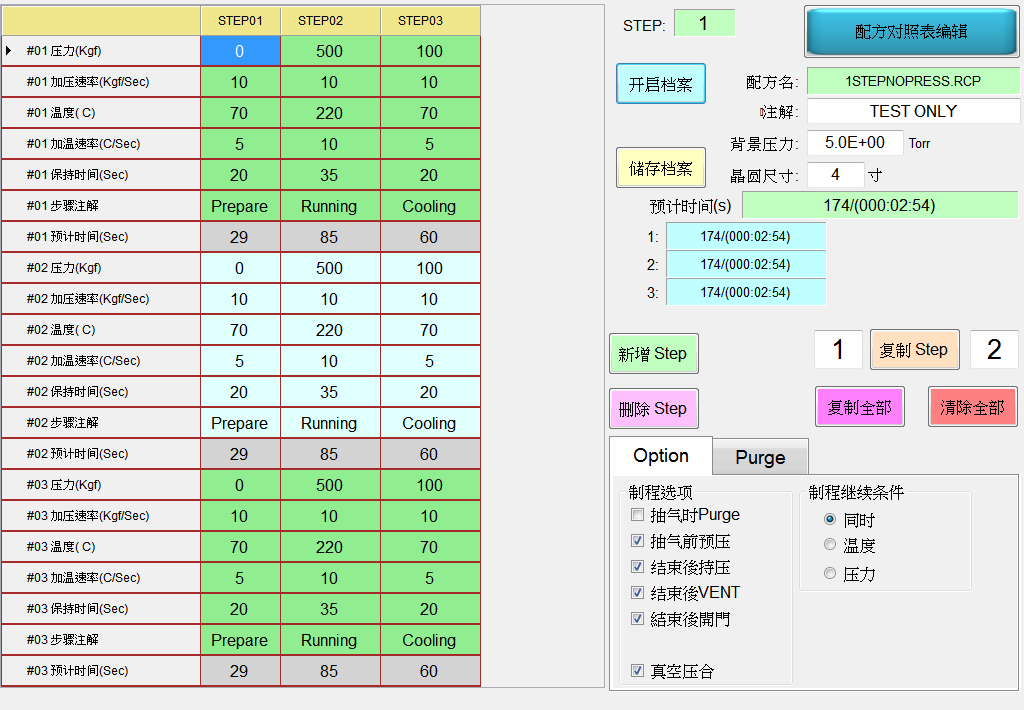 STEP01 STEP02 STEP03
#01 压力(Kgf) 0 500 100
#01 加压速率(Kgf/Sec) 10 10 10
#01 温度( C) 70 220 70
#01 加温速率(C/Sec) 5 10 5
#01 保持时间(Sec) 20 35 20
#01 步骤注解 Prepare Running Cooling
#01 预计时间(Sec) 29 85 60
#02 压力(Kgf) 0 500 100
#02 加压速率(Kgf/Sec) 10 10 10
#02 温度( C) 70 220 70
#02 加温速率(C/Sec) 5 10 5
#02 保持时间(Sec) 20 35 20
#02 步骤注解 Prepare Running Cooling
#02 预计时间(Sec) 29 85 60
#03 压力(Kgf) 0 500 100
#03 加压速率(Kgf/Sec) 10 10 10
#03 温度( C) 70 220 70
#03 加温速率(C/Sec) 5 10 5
#03 保持时间(Sec) 20 35 20
#03 步骤注解 Prepare Running Cooling
#03 预计时间(Sec) 29 85 60
STEP: 1
配方对照表编辑
开启档案
配方名: 1STEPNOPRESS.RCP
注解: TEST ONLY
背景压力: 5.0E+00 Torr
储存档案
晶圆尺寸: 4 寸
预计时间(s) 174/(000:02:54)
1: 174/(000:02:54)
2: 174/(000:02:54)
3: 174/(000:02:54)
新增 Step
1 复制 Step 2
删除 Step
复制全部 清除全部
Option Purge
制程选项
抽气时Purge
抽气前预压
结束後持压
结束後VENT
結束後開門
真空压合
制程继续条件
同时
温度
压力